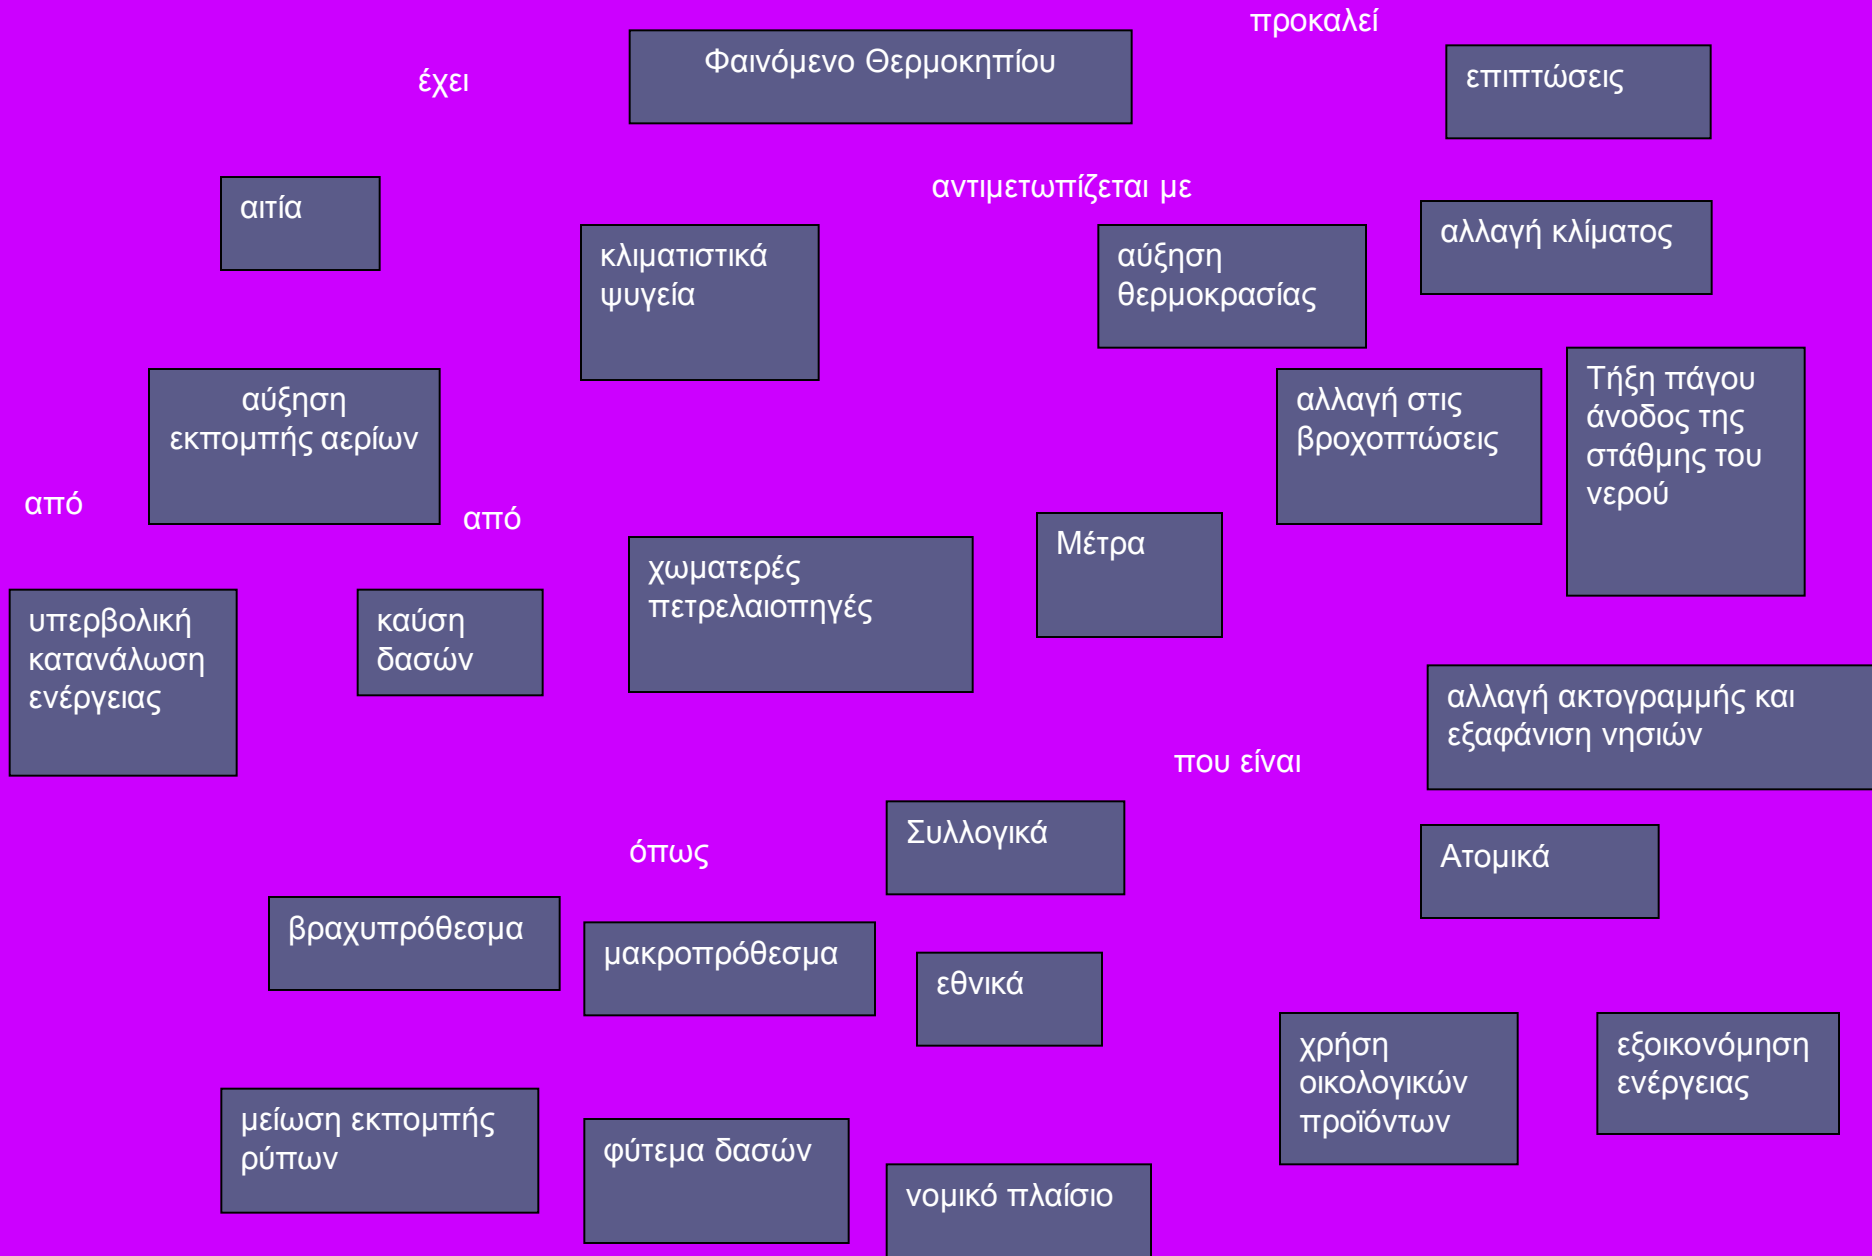 προκαλεί
Φαινόμενο Θερμοκηπίου
έχει
επιπτώσεις
αιτία
αντιμετωπίζεται με
αλλαγή κλίματος
κλιματιστικά
ψυγεία
αύξηση
θερμοκρασίας
αύξηση
εκπομπής αερίων
αλλαγή στις
βροχοπτώσεις
Τήξη πάγου
άνοδος της
στάθμης του
νερού
από
από
Μέτρα
χωματερές
πετρελαιοπηγές
υπερβολική
κατανάλωση
ενέργειας
καύση
δασών
αλλαγή ακτογραμμής και
εξαφάνιση νησιών
που είναι
Συλλογικά
όπως
Ατομικά
βραχυπρόθεσμα
μακροπρόθεσμα
εθνικά
χρήση
οικολογικών
προϊόντων
εξοικονόμηση
ενέργειας
μείωση εκπομπής
ρύπων
φύτεμα δασών
νομικό πλαίσιο